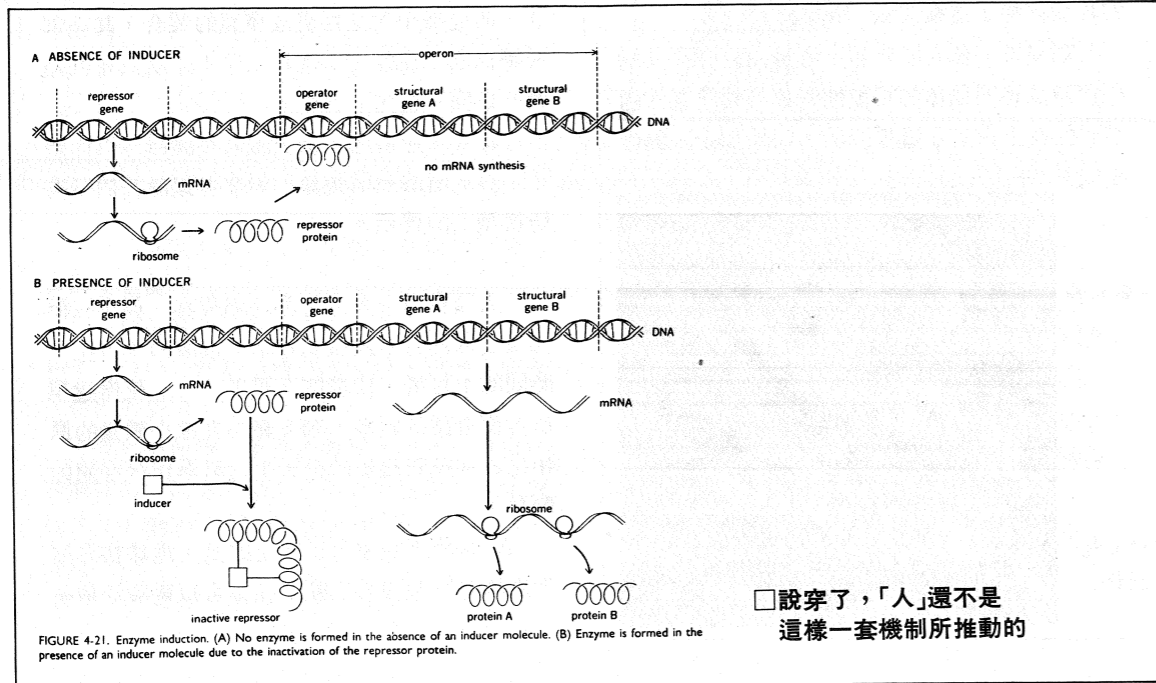 A ABSENCE OF INDUCER
operon
repressor
gene
operator
gene
structural
gene A
structural
gene B
DNA
no mRNA synthesis
mRNA
repressor
protein
ribosome
B PRESENCE OF INDUCER
repressor
gene
operator
gene
structural
gene A
structural
gene B
DNA
mRNA
repressor
protein
mRNA
ribosome
inducer
ribosome
inactive repressor
protein A
protein B
□說穿了，「人」還不是
這樣一套機制所推動的
FIGURE 4-21. Enzyme induction. (A) No enzyme is formed in the absence of an inducer molecule. (B) Enzyme is formed in the
presence of an inducer molecule due to the inactivation of the repressor protein.